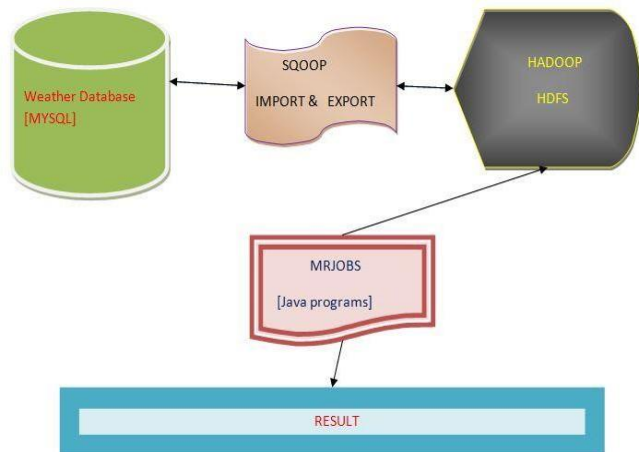 Weather Database
[MYSQL]
SQOOP
IMPORT & EXPORT
HADOOP
HDFS
MRJOBS
[Java programs]
RESULT